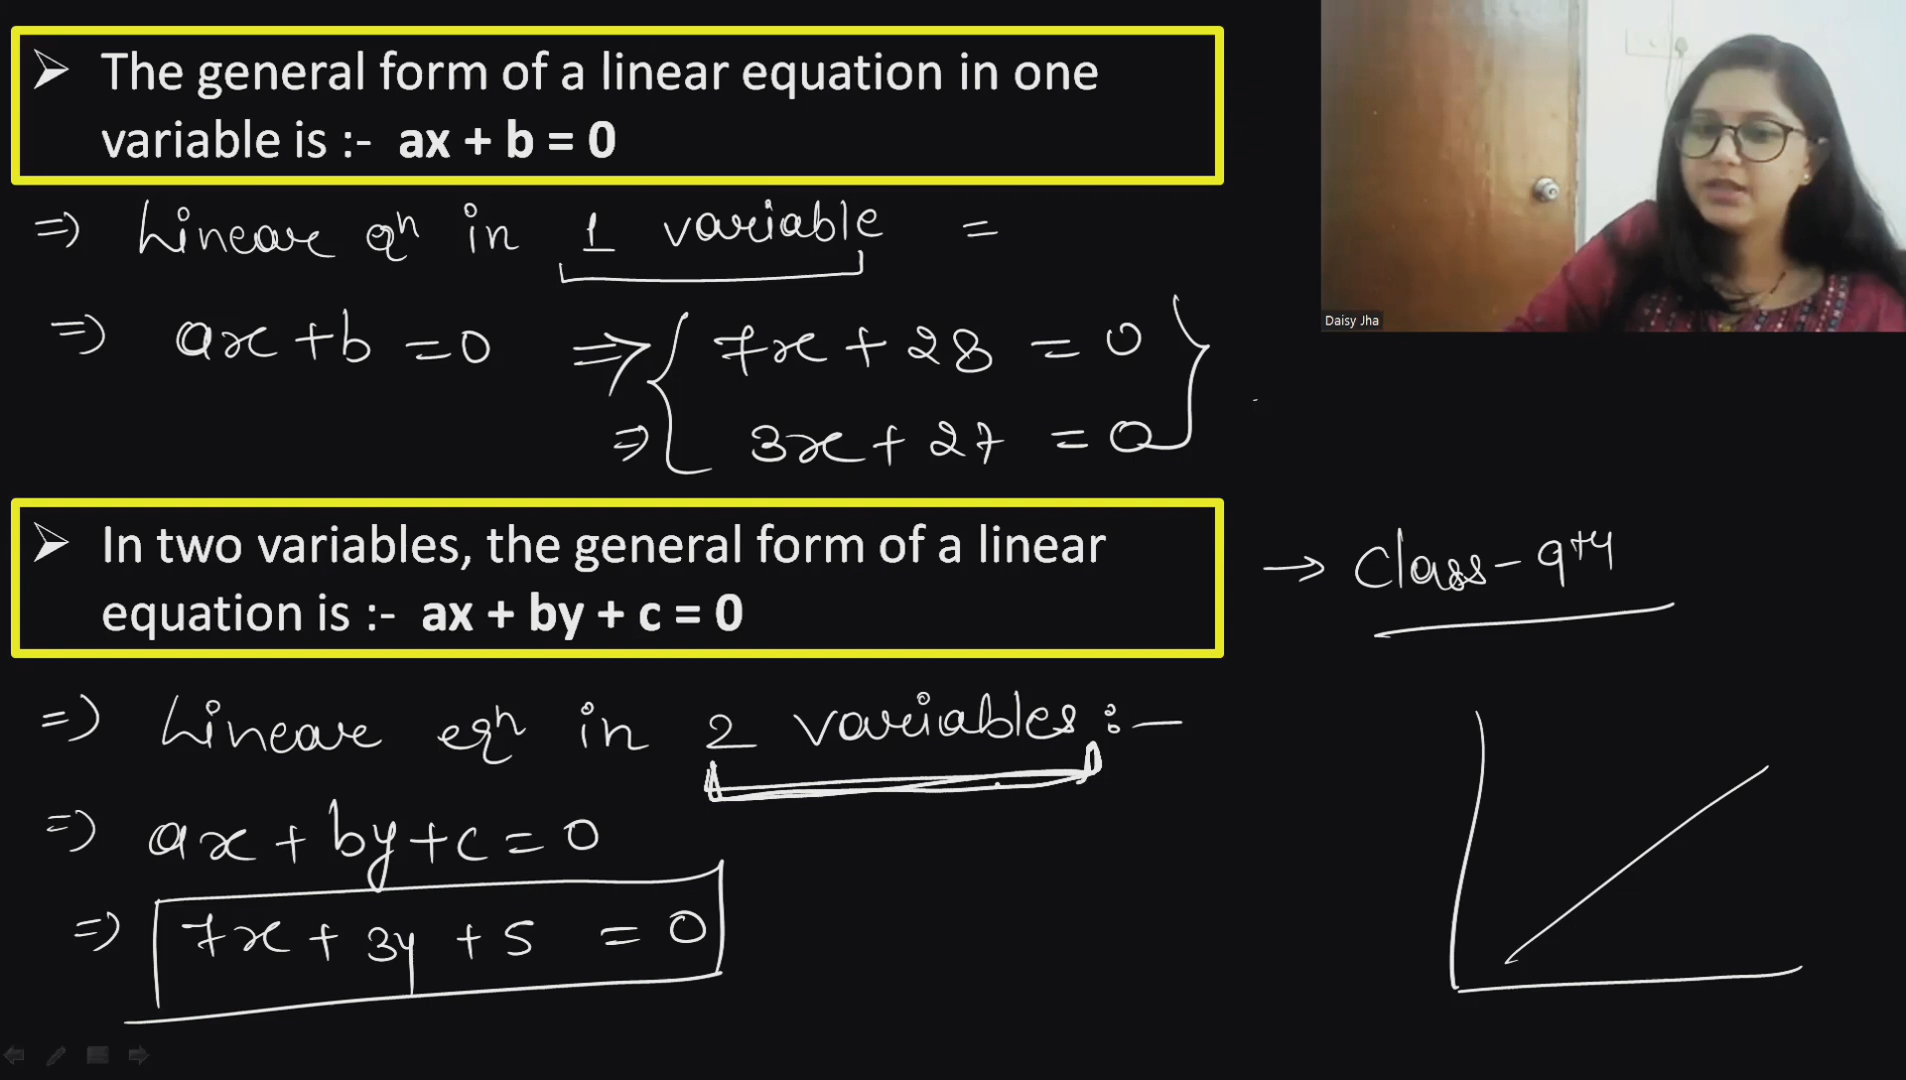 ➢ The general form of a linear equation in one
variable is :- ax + b = 0
Daisy Jha
=> Linear eqn in 1 variable =
=> ax + b = 0 => { 7x + 28 = 0 }
=> 3x + 27 = 0
➢ In two variables, the general form of a linear
equation is :- ax + by + c = 0
→ Class - 9th
=> Linear eqn in 2 variables :-
=> ax + by + c = 0
=> 7x + 3y + 5 = 0